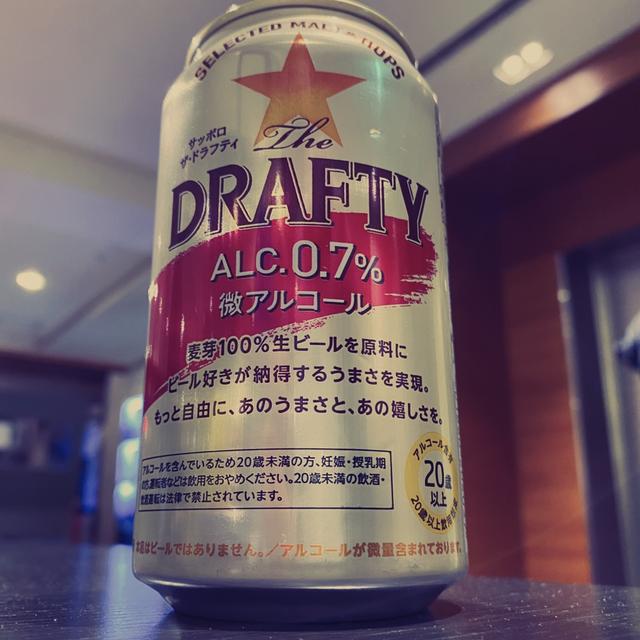 SELECTED MALT & HOPS
サッポロ
ザ・ドラフティ
The
DRAFTY
ALC.0.7%
微アルコール
麦芽100%生ビールを原料に
ビール好きが納得するうまさを実現。
もっと自由に、あのうまさと、あの嬉しさを。
アルコールを含んでいるため20歳未満の方、妊娠・授乳期
の方、運転者などは飲用をおやめください。20歳未満の飲酒・
飲酒運転は法律で禁止されています。
20歳
以上
本品はビールではありません。/アルコールが微量含まれております。